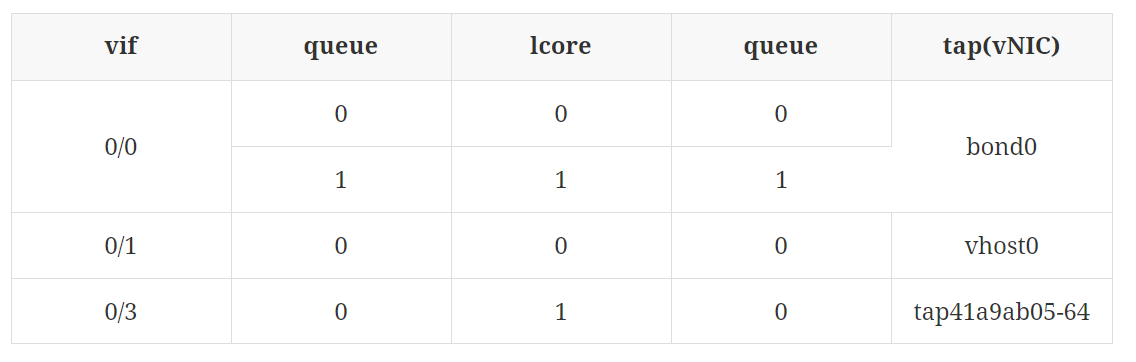 vif queue lcore queue tap(vNIC)
0/0 0 0 0 bond0
1 1 1
0/1 0 0 0 vhost0
0/3 0 1 0 tap41a9ab05-64